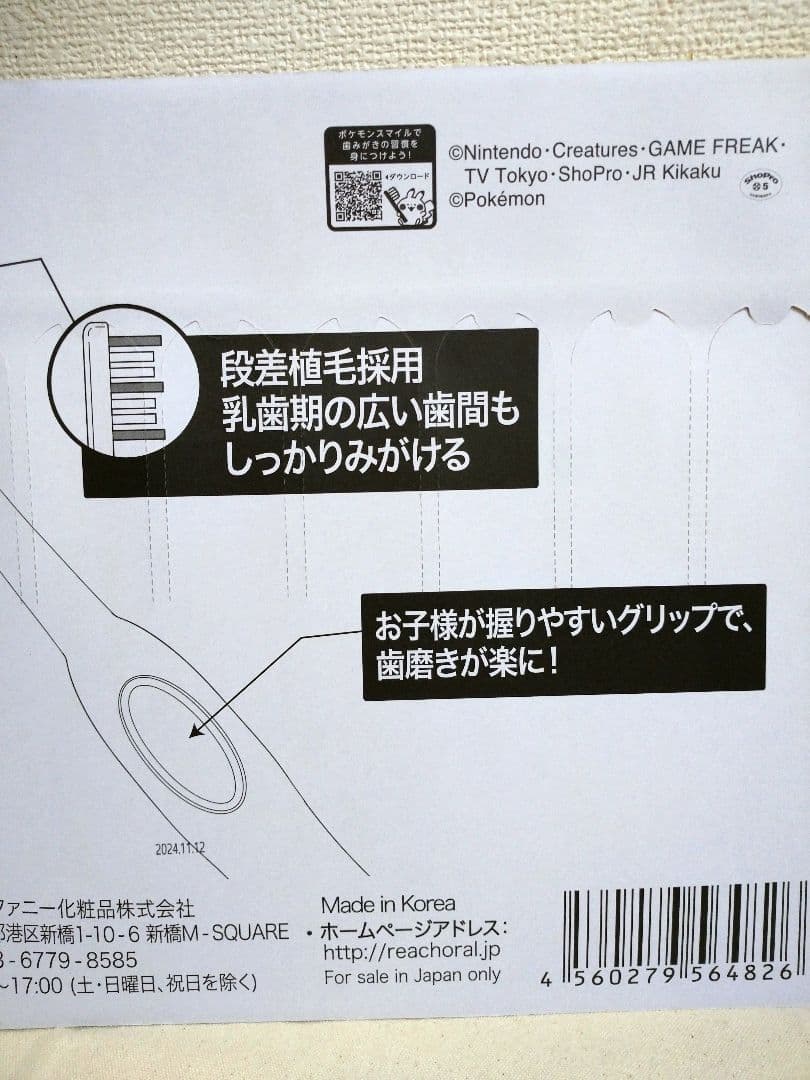 ポケモンスマイルで
歯みがきの習慣を
身につけよう!
ダウンロード
©Nintendo・Creatures・GAME FREAK・
TV Tokyo・ShoPro・JR Kikaku
©Pokémon
ShoPro
5
段差植毛採用
乳歯期の広い歯間も
しっかりみがける
お子様が握りやすいグリップで、
歯磨きが楽に!
2024.11.12
ファニー化粧品株式会社
港区新橋1-10-6 新橋M-SQUARE
3-6779-8585
~17:00 (土・日曜日、祝日を除く)
Made in Korea
・ホームページアドレス:
http://reachoral.jp
For sale in Japan only
4 560279 564826